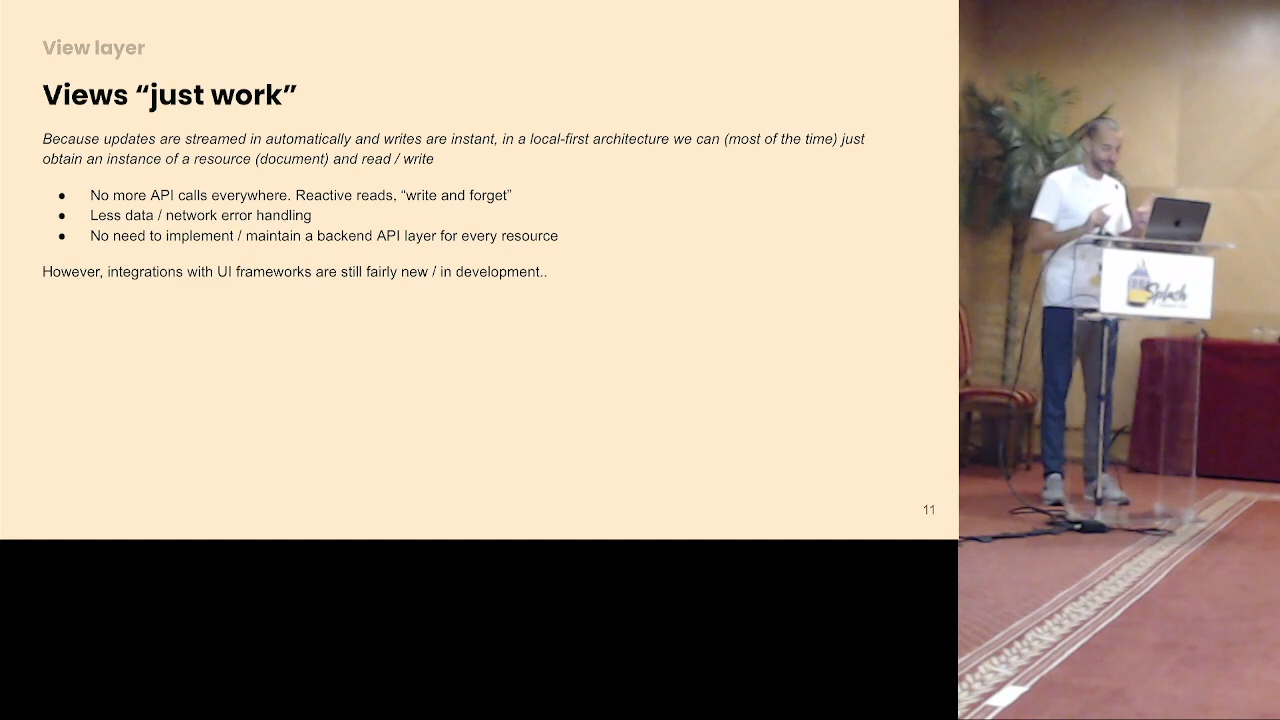 View layer
Views “just work”
Because updates are streamed in automatically and writes are instant, in a local-first architecture we can (most of the time) just
obtain an instance of a resource (document) and read / write
● No more API calls everywhere. Reactive reads, “write and forget”
● Less data / network error handling
● No need to implement / maintain a backend API layer for every resource
However, integrations with UI frameworks are still fairly new / in development..
11
Splash